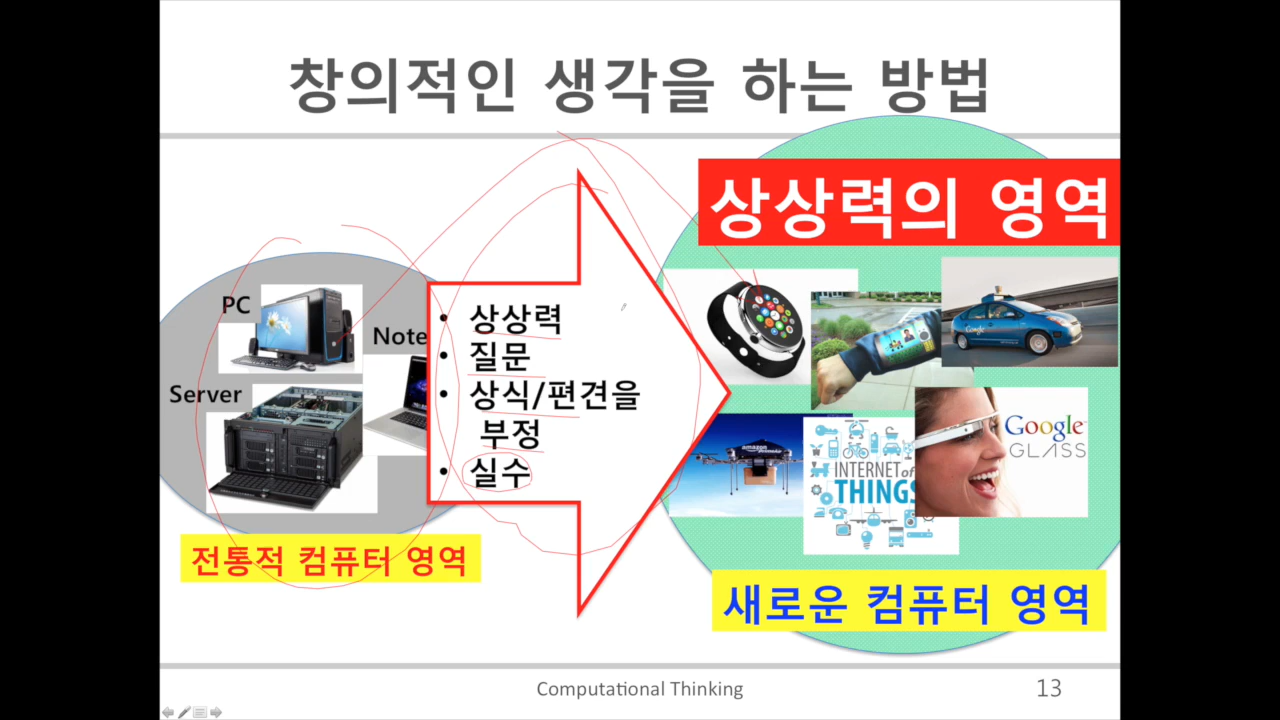 창의적인 생각을 하는 방법
상상력의 영역
PC
Note
Server
• 상상력
• 질문
• 상식/편견을
부정
• 실수
Google
amazon
INTERNET of
THINGS
Google
GLASS
전통적 컴퓨터 영역
새로운 컴퓨터 영역
Computational Thinking
13